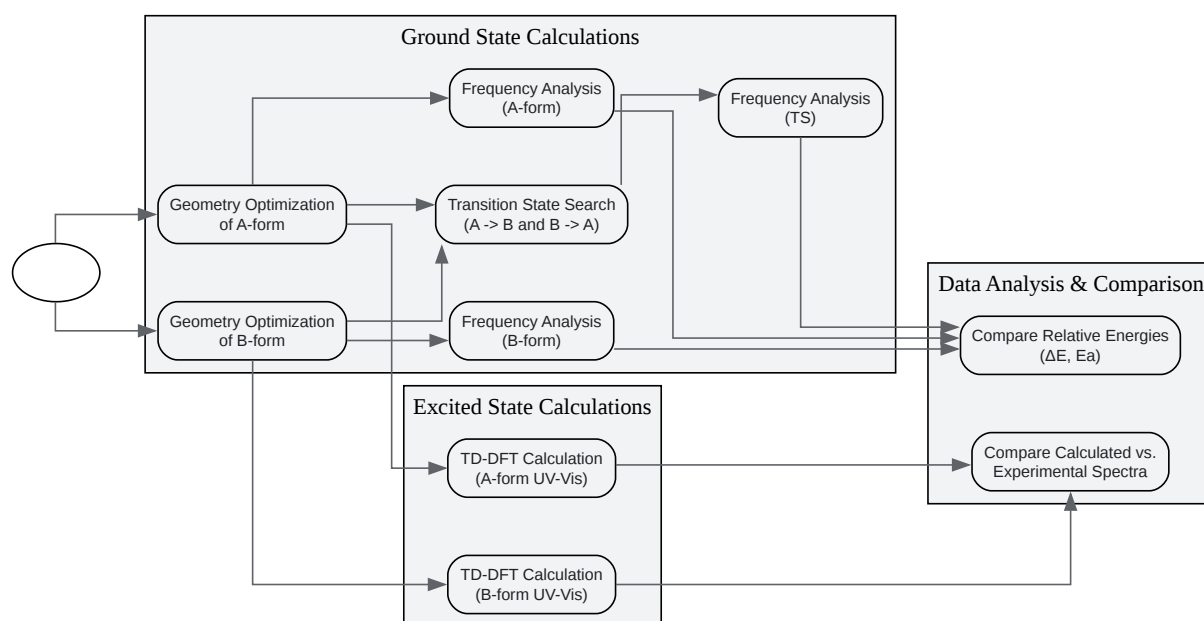 Ground State Calculations
Frequency Analysis
(A-form)
Frequency Analysis
(TS)
Geometry Optimization
of A-form
Transition State Search
(A -> B and B -> A)
Geometry Optimization
of B-form
Frequency Analysis
(B-form)
Data Analysis & Comparison
Compare Relative Energies
(ΔE, Ea)
Excited State Calculations
TD-DFT Calculation
(A-form UV-Vis)
Compare Calculated vs.
Experimental Spectra
TD-DFT Calculation
(B-form UV-Vis)